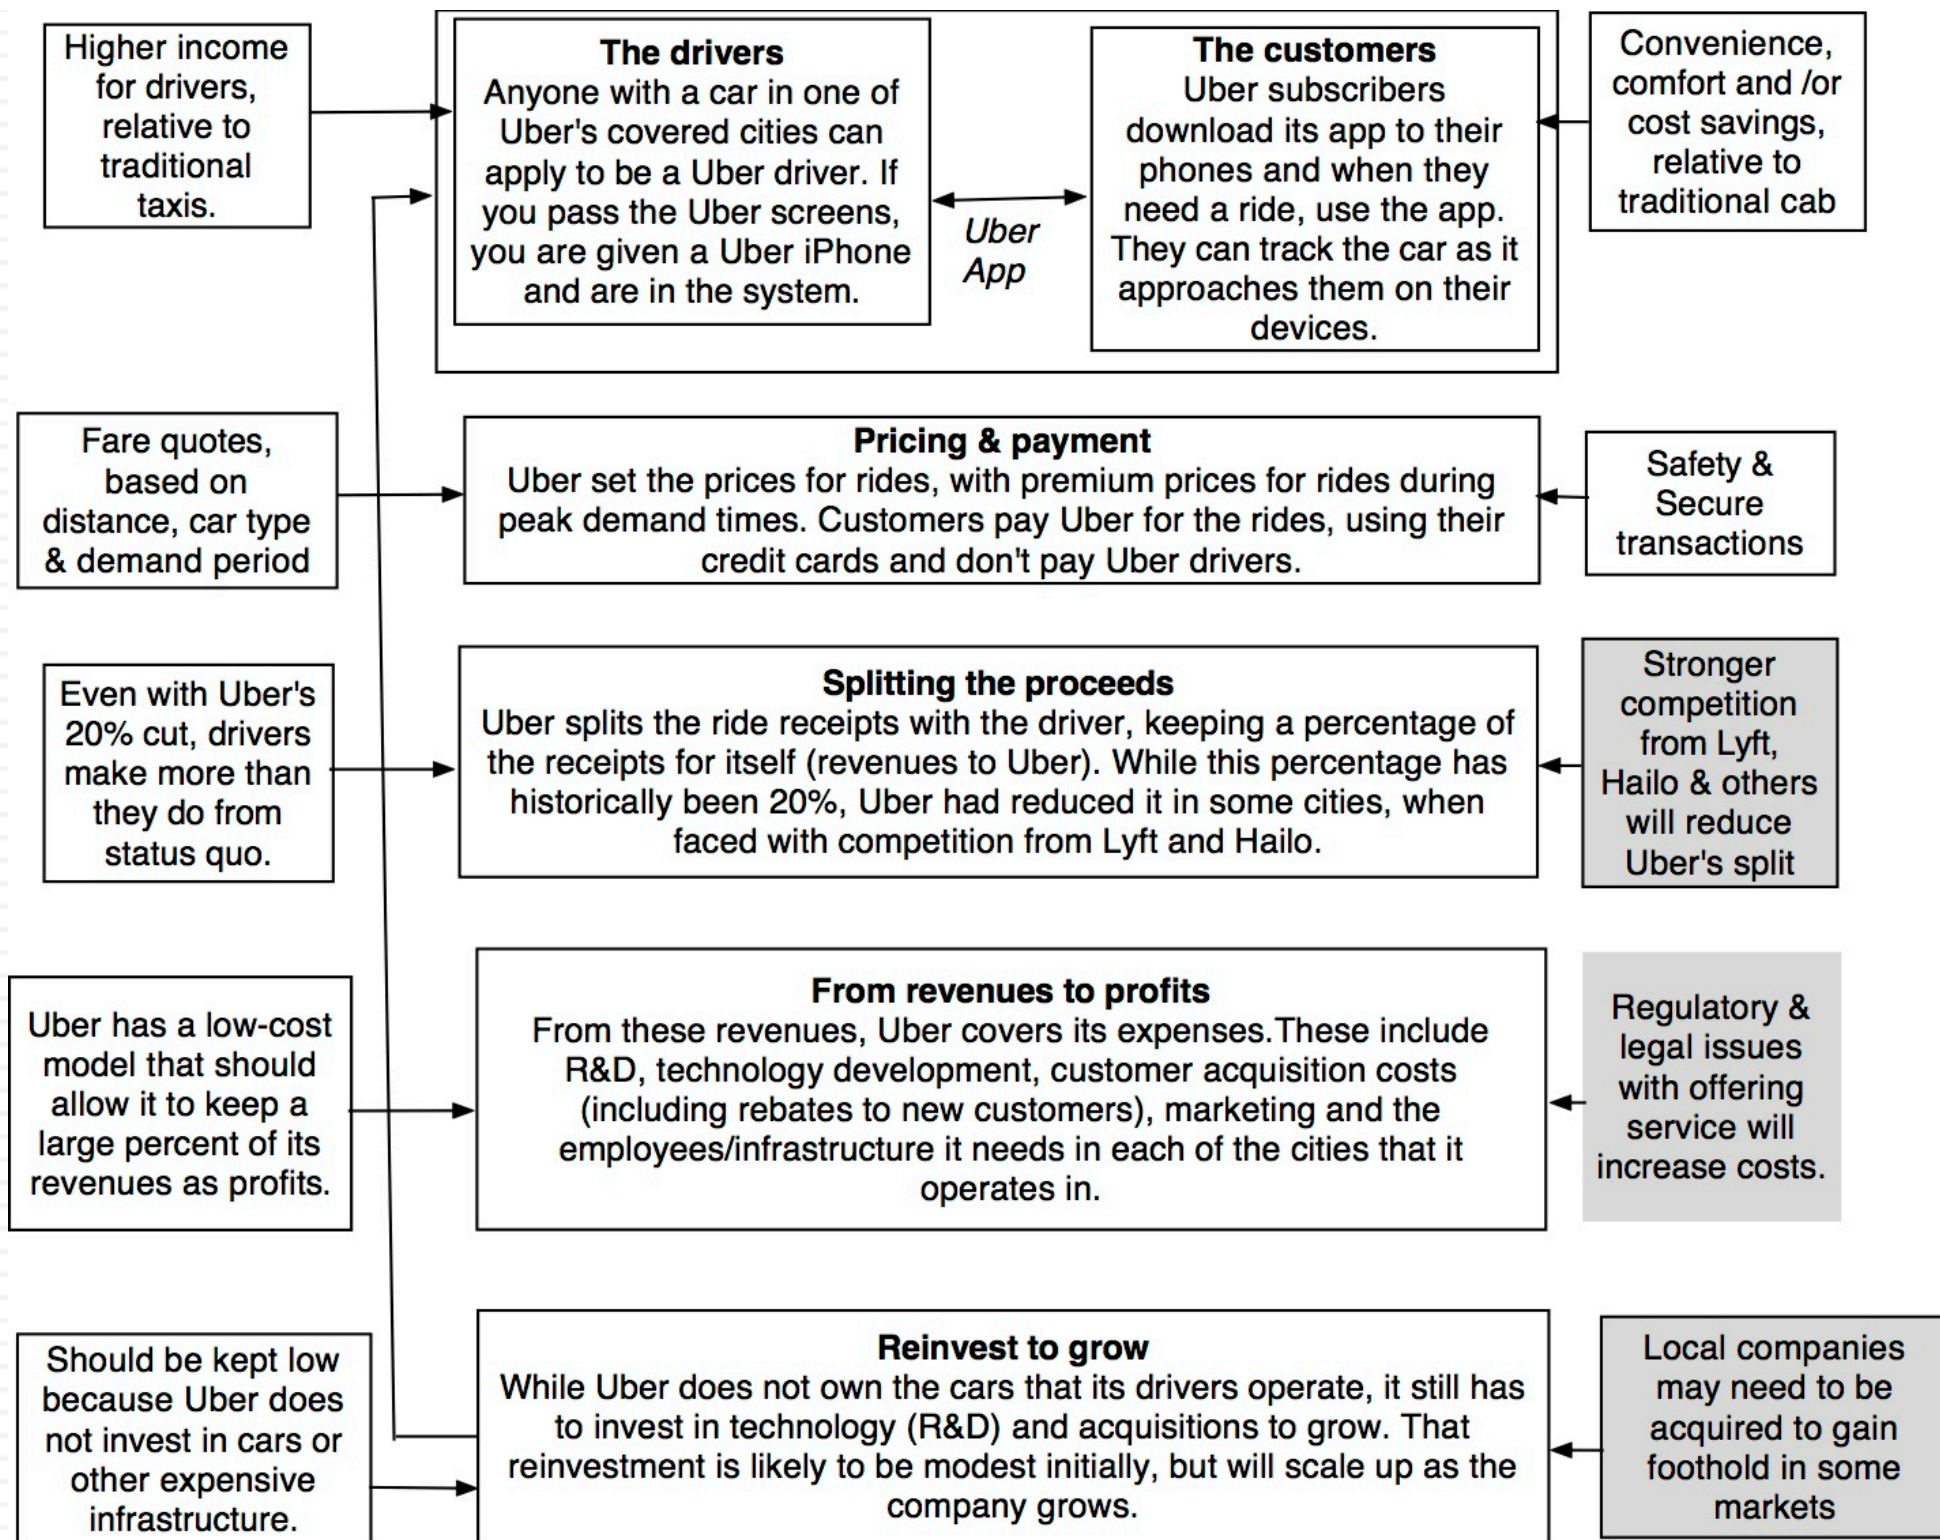 Higher income
for drivers,
relative to
traditional
taxis.
The drivers
Anyone with a car in one of
Uber's covered cities can
apply to be a Uber driver. If
you pass the Uber screens,
you are given a Uber iPhone
and are in the system.
Uber
App
The customers
Uber subscribers
download its app to their
phones and when they
need a ride, use the app.
They can track the car as it
approaches them on their
devices.
Convenience,
comfort and /or
cost savings,
relative to
traditional cab
Fare quotes,
based on
distance, car type
& demand period
Pricing & payment
Uber set the prices for rides, with premium prices for rides during
peak demand times. Customers pay Uber for the rides, using their
credit cards and don't pay Uber drivers.
Safety &
Secure
transactions
Even with Uber's
20% cut, drivers
make more than
they do from
status quo.
Splitting the proceeds
Uber splits the ride receipts with the driver, keeping a percentage of
the receipts for itself (revenues to Uber). While this percentage has
historically been 20%, Uber had reduced it in some cities, when
faced with competition from Lyft and Hailo.
Stronger
competition
from Lyft,
Hailo & others
will reduce
Uber's split
Uber has a low-cost
model that should
allow it to keep a
large percent of its
revenues as profits.
From revenues to profits
From these revenues, Uber covers its expenses.These include
R&D, technology development, customer acquisition costs
(including rebates to new customers), marketing and the
employees/infrastructure it needs in each of the cities that it
operates in.
Regulatory &
legal issues
with offering
service will
increase costs.
Should be kept low
because Uber does
not invest in cars or
other expensive
infrastructure.
Reinvest to grow
While Uber does not own the cars that its drivers operate, it still has
to invest in technology (R&D) and acquisitions to grow. That
reinvestment is likely to be modest initially, but will scale up as the
company grows.
Local companies
may need to be
acquired to gain
foothold in some
markets